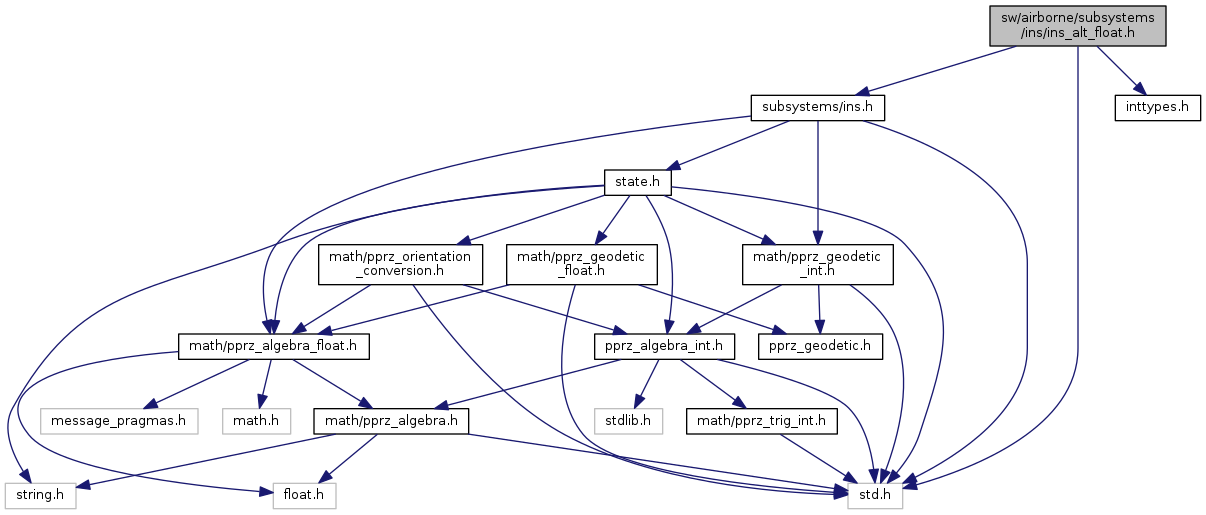 sw/airborne/subsystems
/ins/ins_alt_float.h
subsystems/ins.h
inttypes.h
state.h
math/pprz_orientation
_conversion.h
math/pprz_geodetic
_float.h
math/pprz_geodetic
_int.h
math/pprz_algebra_float.h
pprz_algebra_int.h
pprz_geodetic.h
message_pragmas.h
math.h
math/pprz_algebra.h
stdlib.h
math/pprz_trig_int.h
string.h
float.h
std.h